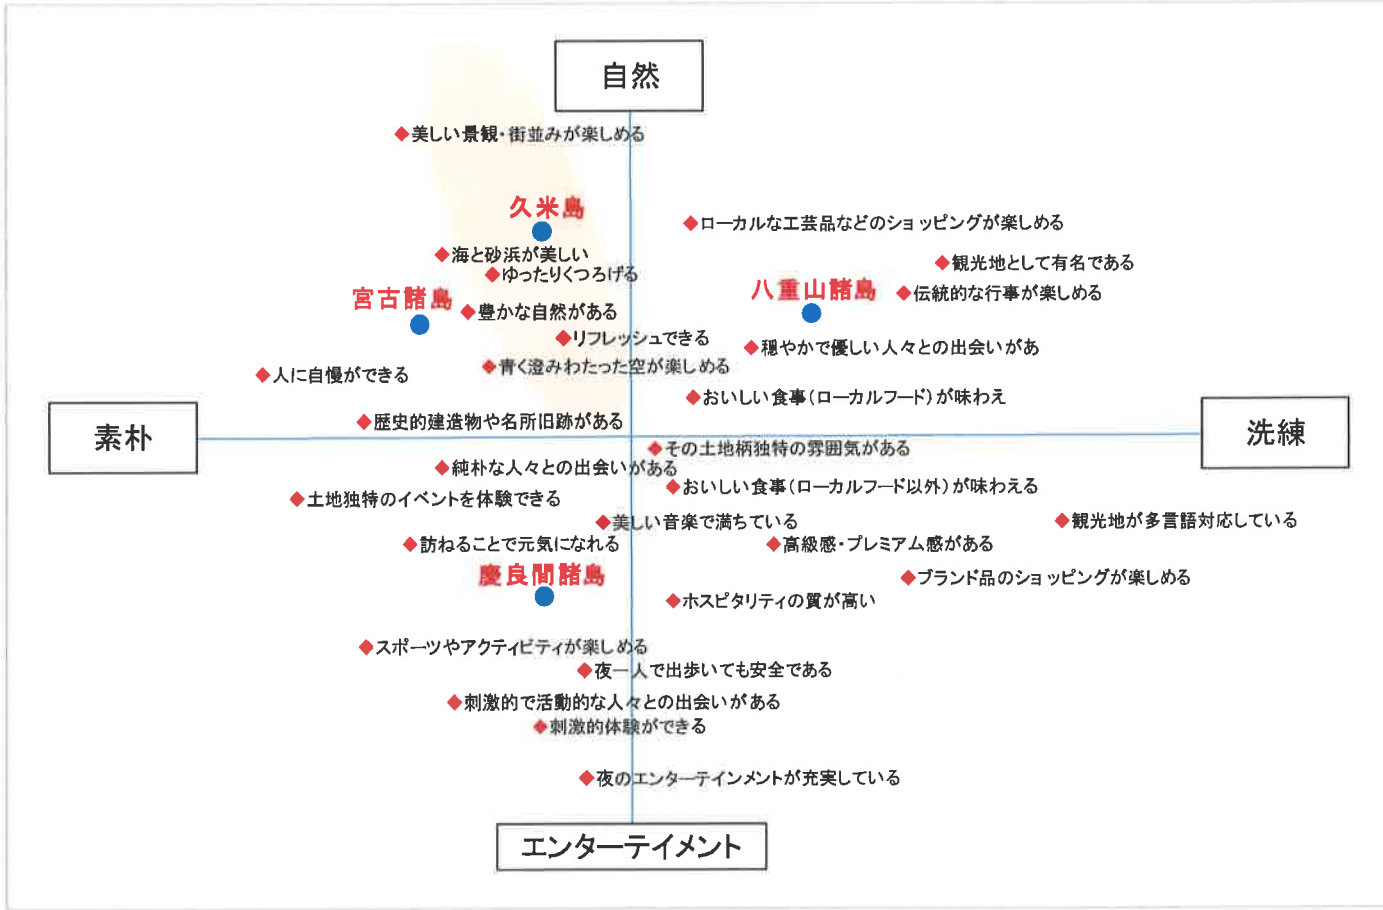 自然
美しい景観・街並みが楽しめる
久米島
ローカルな工芸品などのショッピングが楽しめる
海と砂浜が美しい
観光地として有名である
ゆったりくつろげる
宮古諸島
八重山諸島
伝統的な行事が楽しめる
豊かな自然がある
リフレッシュできる
穏やかで優しい人々との出会いがあ
青く澄みわたった空が楽しめる
人に自慢ができる
おいしい食事(ローカルフード)が味わえ
歴史的建造物や名所旧跡がある
素朴
洗練
その土地柄独特の雰囲気がある
純朴な人々との出会いがある
おいしい食事(ローカルフード以外)が味わえる
土地独特のイベントを体験できる
美しい音楽で満ちている
観光地が多言語対応している
訪ねることで元気になれる
高級感・プレミアム感がある
慶良間諸島
ブランド品のショッピングが楽しめる
ホスピタリティの質が高い
スポーツやアクティビティが楽しめる
夜一人で出歩いても安全である
刺激的で活動的な人々との出会いがある
刺激的体験ができる
夜のエンターテインメントが充実している
エンターテイメント